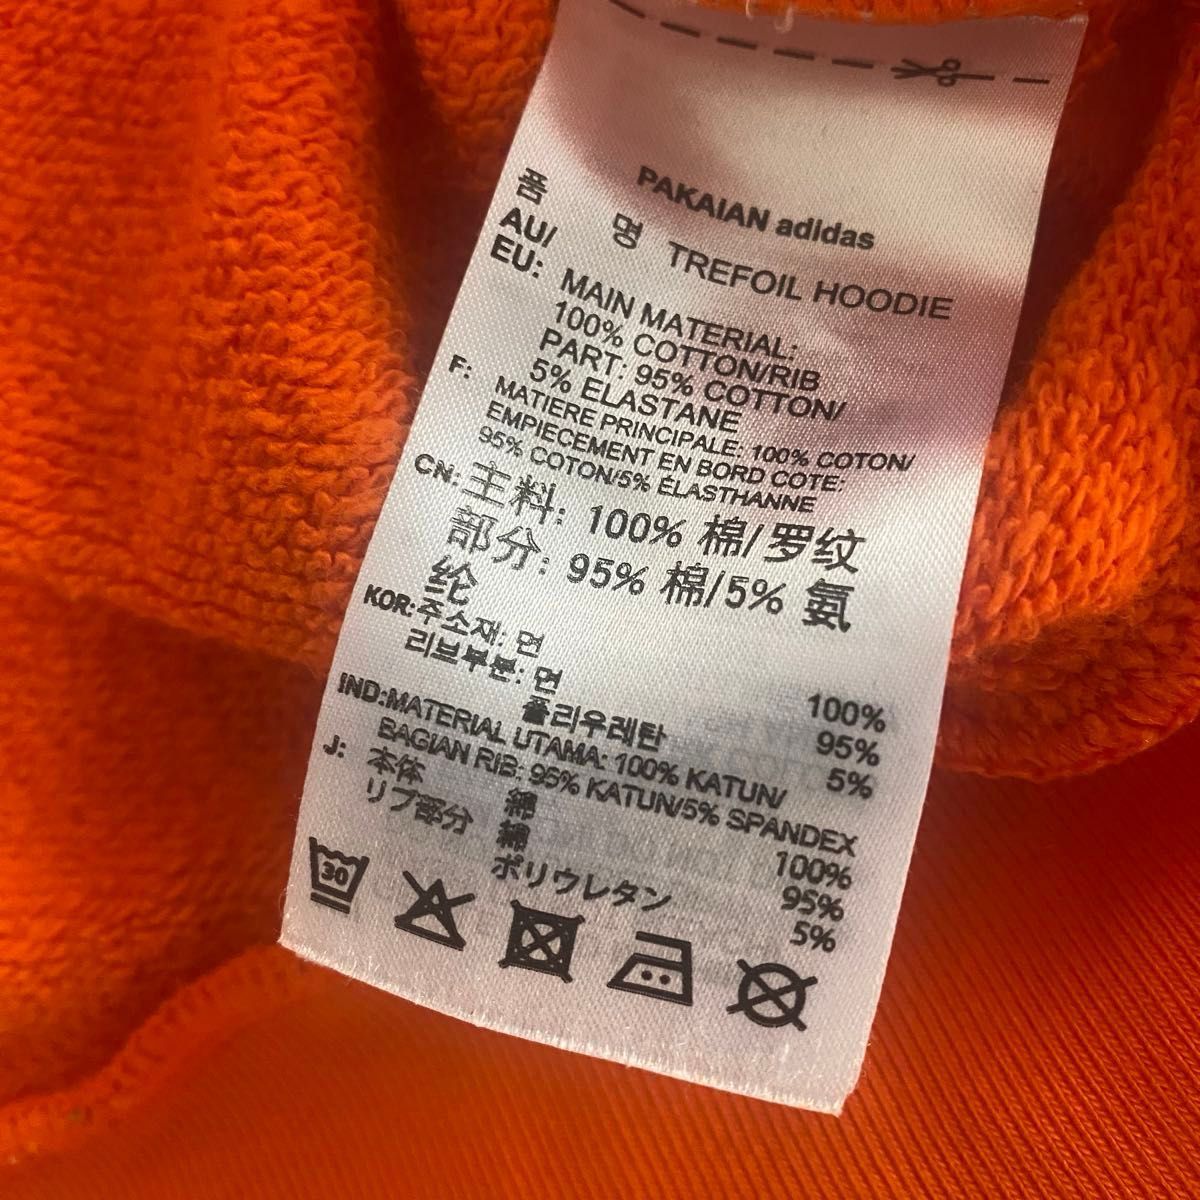 PAKAIAN adidas
품 명 TREFOIL HOODIE
AU/
EU: MAIN MATERIAL:
100% COTTON/RIB
PART: 95% COTTON/
5% ELASTANE
F: MATIERE PRINCIPALE: 100% COTON/
EMPIECEMENT EN BORD COTE:
95% COTON/5% ÉLASTHANNE
CN: 主料: 100% 棉/罗纹
部分: 95% 棉/5% 氨
纶
KOR: 주소재: 면 100%
리브부분: 면 95%
폴리우레탄 5%
IND: MATERIAL UTAMA: 100% KATUN/
BAGIAN RIB: 95% KATUN/5% SPANDEX
J: 本体 綿 100%
リブ部分 綿 95%
ポリウレタン 5%
30